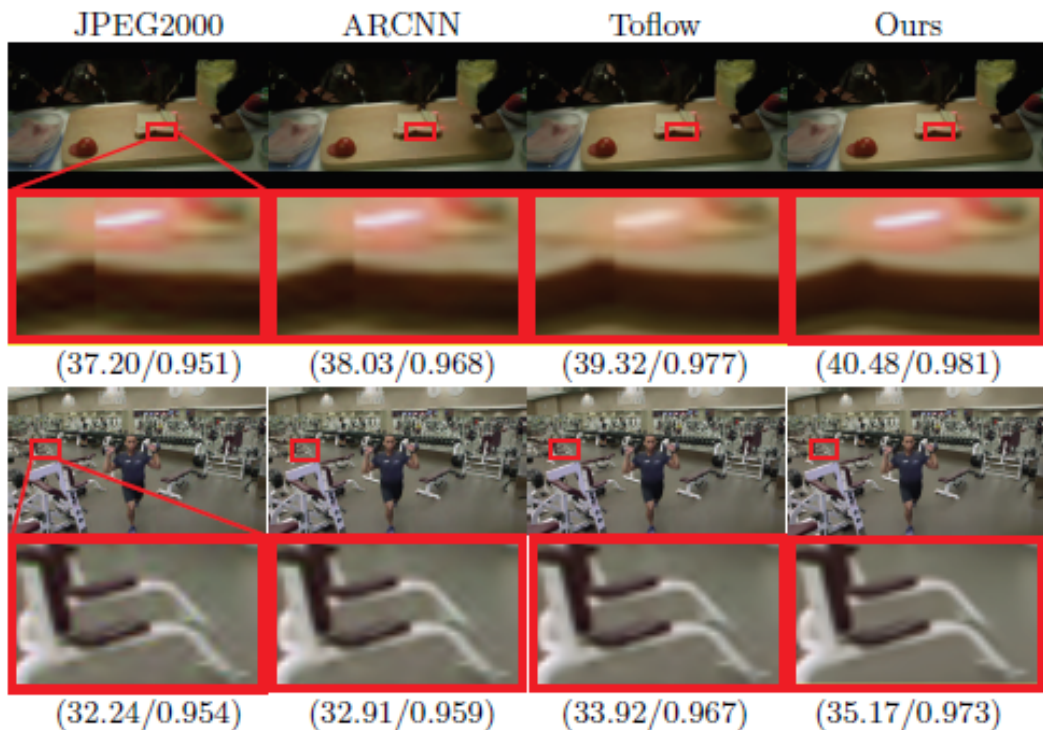 JPEG2000 ARCNN Toflow Ours
(37.20/0.951) (38.03/0.968) (39.32/0.977) (40.48/0.981)
(32.24/0.954) (32.91/0.959) (33.92/0.967) (35.17/0.973)